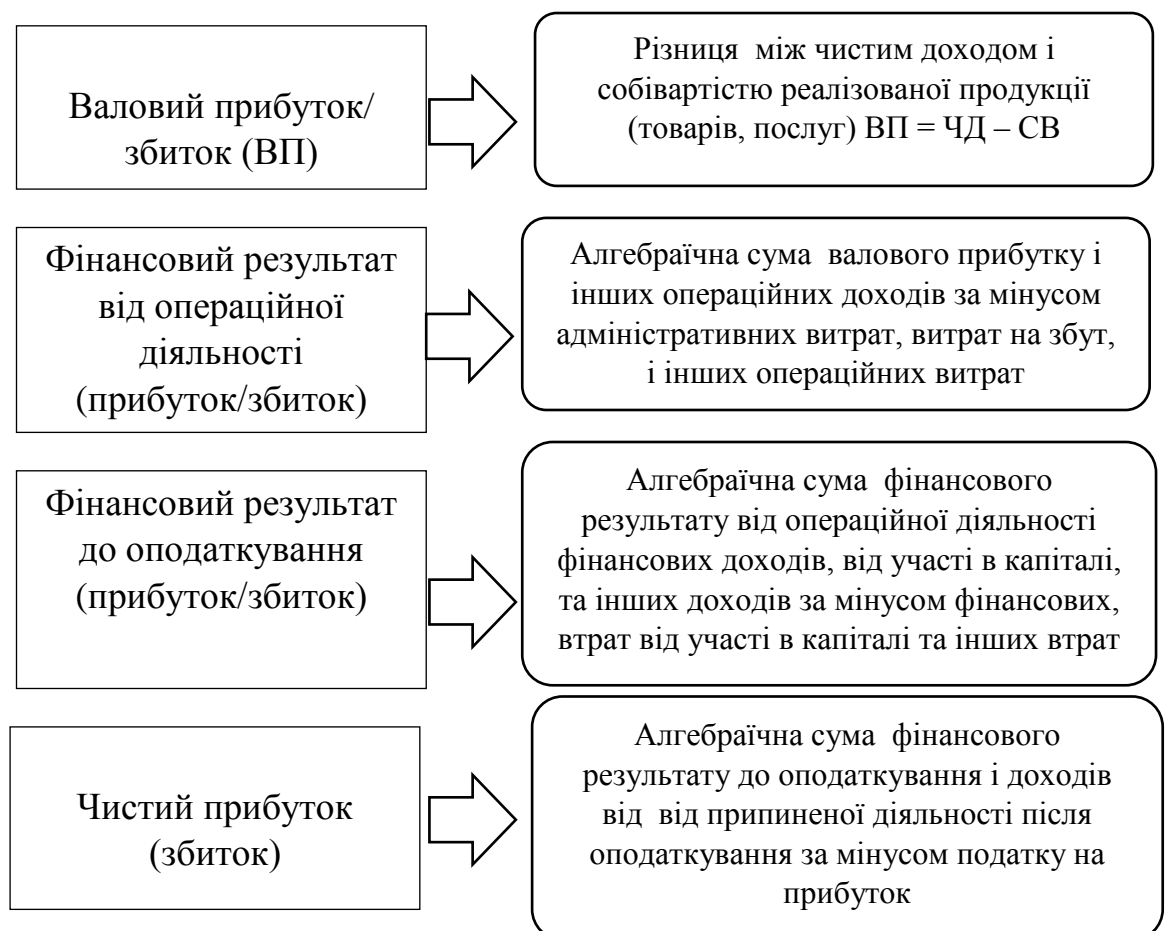 Валовий прибуток/
збиток (ВП)
Різниця між чистим доходом і
собівартістю реалізованої продукції
(товарів, послуг) ВП = ЧД – СВ
Фінансовий результат
від операційної
діяльності
(прибуток/збиток)
Алгебраїчна сума валового прибутку і
інших операційних доходів за мінусом
адміністративних витрат, витрат на збут,
і інших операційних витрат
Фінансовий результат
до оподаткування
(прибуток/збиток)
Алгебраїчна сума фінансового
результату від операційної діяльності
фінансових доходів, від участі в капіталі,
та інших доходів за мінусом фінансових,
втрат від участі в капіталі та інших втрат
Чистий прибуток
(збиток)
Алгебраїчна сума фінансового
результату до оподаткування і доходів
від від припиненої діяльності після
оподаткування за мінусом податку на
прибуток